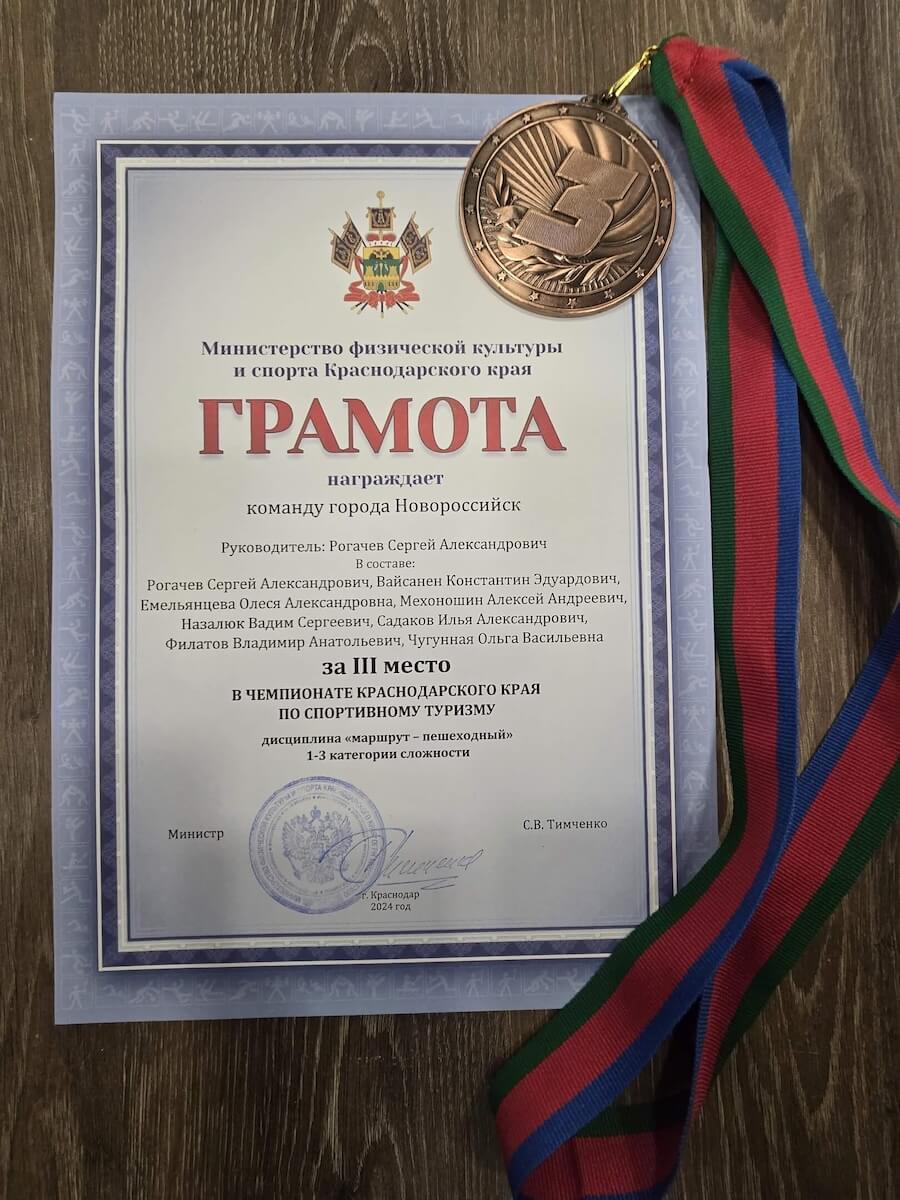 3
Министерство физической культуры
и спорта Краснодарского края
ГРАМОТА
награждает
команду города Новороссийск
Руководитель: Рогачев Сергей Александрович
В составе:
Рогачев Сергей Александрович, Вайсанен Константин Эдуардович,
Емельянцева Олеся Александровна, Мехоношин Алексей Андреевич,
Назалюк Вадим Сергеевич, Садаков Илья Александрович,
Филатов Владимир Анатольевич, Чугунная Ольга Васильевна
за III место
В ЧЕМПИОНАТЕ КРАСНОДАРСКОГО КРАЯ
ПО СПОРТИВНОМУ ТУРИЗМУ
дисциплина «маршрут – пешеходный»
1-3 категории сложности
Министр
С.В. Тимченко
г. Краснодар
2024 год